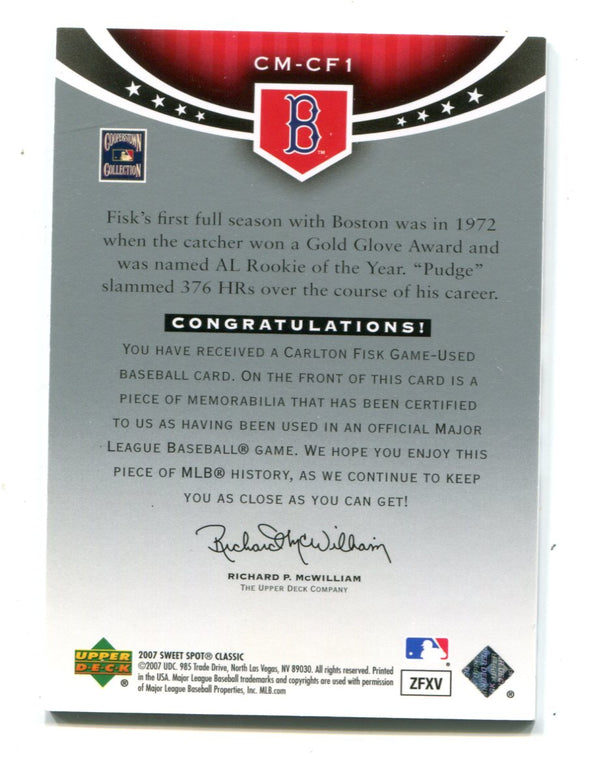 CM-CF1
B
TM
COOPERSTOWN
COLLECTION
Fisk's first full season with Boston was in 1972
when the catcher won a Gold Glove Award and
was named AL Rookie of the Year. “Pudge”
slammed 376 HRs over the course of his career.
CONGRATULATIONS!
YOU HAVE RECEIVED A CARLTON FISK GAME-USED
BASEBALL CARD. ON THE FRONT OF THIS CARD IS A
PIECE OF MEMORABILIA THAT HAS BEEN CERTIFIED
TO US AS HAVING BEEN USED IN AN OFFICIAL MAJOR
LEAGUE BASEBALL® GAME. WE HOPE YOU ENJOY THIS
PIECE OF MLB® HISTORY, AS WE CONTINUE TO KEEP
YOU AS CLOSE AS YOU CAN GET!
Richard McWilliam
RICHARD P. MCWILLIAM
THE UPPER DECK COMPANY
UPPER
DECK
®
2007 SWEET SPOT® CLASSIC
©2007 UDC. 985 Trade Drive, North Las Vegas, NV 89030. All rights reserved. Printed
in the USA. Major League Baseball trademarks and copyrights are used with permission
of Major League Baseball Properties, Inc. MLB.com
ZFXV
®